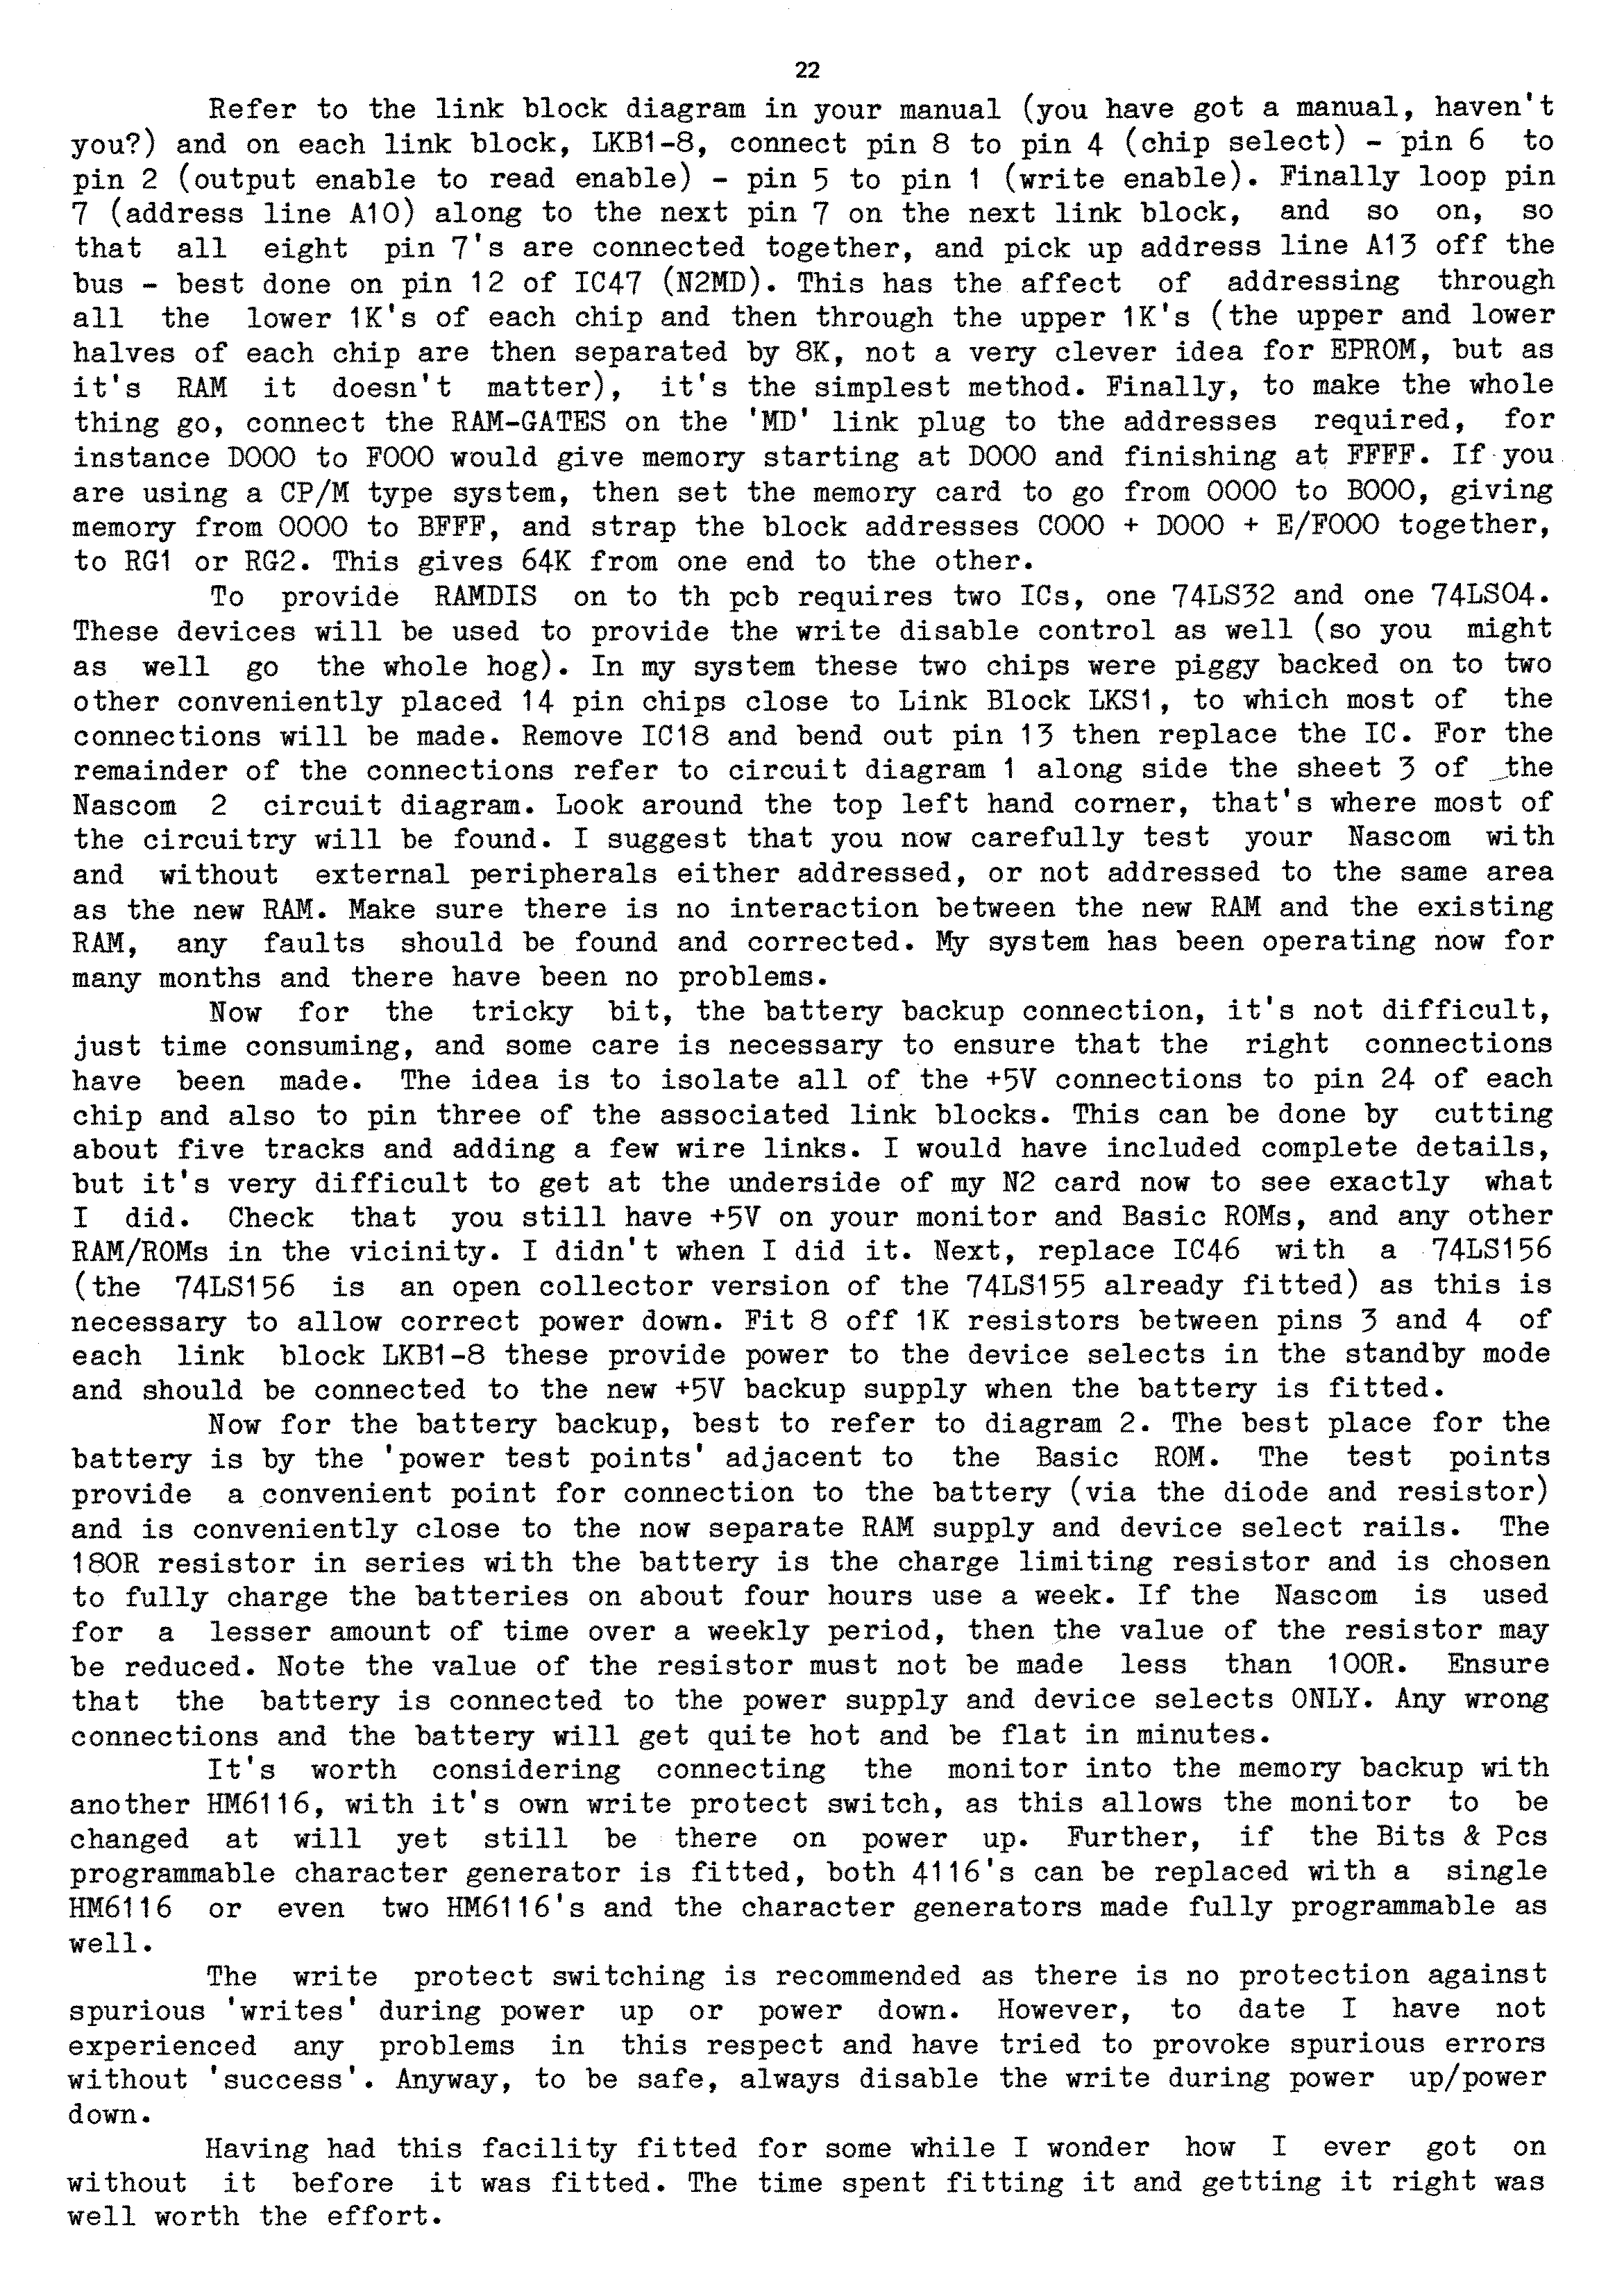 22
Refer to the link block diagram in your manual (you have got a manual, haven't
you?) and on each link block, LKB1-8, connect pin 8 to pin 4 (chip select) - pin 6 to
pin 2 (output enable to read enable) - pin 5 to pin 1 (write enable). Finally loop pin
7 (address line A10) along to the next pin 7 on the next link block, and so on, so
that all eight pin 7's are connected together, and pick up address line A13 off the
bus - best done on pin 12 of IC47 (N2MD). This has the affect of addressing through
all the lower 1K's of each chip and then through the upper 1K's (the upper and lower
halves of each chip are then separated by 8K, not a very clever idea for EPROM, but as
it's RAM it doesn't matter), it's the simplest method. Finally, to make the whole
thing go, connect the RAM-GATES on the 'MD' link plug to the addresses required, for
instance D000 to F000 would give memory starting at D000 and finishing at FFFF. If you
are using a CP/M type system, then set the memory card to go from 0000 to B000, giving
memory from 0000 to BFFF, and strap the block addresses C000 + D000 + E/F000 together,
to RG1 or RG2. This gives 64K from one end to the other.
To provide RAMDIS on to th pcb requires two ICs, one 74LS32 and one 74LS04.
These devices will be used to provide the write disable control as well (so you might
as well go the whole hog). In my system these two chips were piggy backed on to two
other conveniently placed 14 pin chips close to Link Block LKS1, to which most of the
connections will be made. Remove IC18 and bend out pin 13 then replace the IC. For the
remainder of the connections refer to circuit diagram 1 along side the sheet 3 of the
Nascom 2 circuit diagram. Look around the top left hand corner, that's where most of
the circuitry will be found. I suggest that you now carefully test your Nascom with
and without external peripherals either addressed, or not addressed to the same area
as the new RAM. Make sure there is no interaction between the new RAM and the existing
RAM, any faults should be found and corrected. My system has been operating now for
many months and there have been no problems.
Now for the tricky bit, the battery backup connection, it's not difficult,
just time consuming, and some care is necessary to ensure that the right connections
have been made. The idea is to isolate all of the +5V connections to pin 24 of each
chip and also to pin three of the associated link blocks. This can be done by cutting
about five tracks and adding a few wire links. I would have included complete details,
but it's very difficult to get at the underside of my N2 card now to see exactly what
I did. Check that you still have +5V on your monitor and Basic ROMs, and any other
RAM/ROMs in the vicinity. I didn't when I did it. Next, replace IC46 with a 74LS156
(the 74LS156 is an open collector version of the 74LS155 already fitted) as this is
necessary to allow correct power down. Fit 8 off 1K resistors between pins 3 and 4 of
each link block LKB1-8 these provide power to the device selects in the standby mode
and should be connected to the new +5V backup supply when the battery is fitted.
Now for the battery backup, best to refer to diagram 2. The best place for the
battery is by the 'power test points' adjacent to the Basic ROM. The test points
provide a convenient point for connection to the battery (via the diode and resistor)
and is conveniently close to the now separate RAM supply and device select rails. The
180R resistor in series with the battery is the charge limiting resistor and is chosen
to fully charge the batteries on about four hours use a week. If the Nascom is used
for a lesser amount of time over a weekly period, then the value of the resistor may
be reduced. Note the value of the resistor must not be made less than 100R. Ensure
that the battery is connected to the power supply and device selects ONLY. Any wrong
connections and the battery will get quite hot and be flat in minutes.
It's worth considering connecting the monitor into the memory backup with
another HM6116, with it's own write protect switch, as this allows the monitor to be
changed at will yet still be there on power up. Further, if the Bits & Pcs
programmable character generator is fitted, both 4116's can be replaced with a single
HM6116 or even two HM6116's and the character generators made fully programmable as
well.
The write protect switching is recommended as there is no protection against
spurious 'writes' during power up or power down. However, to date I have not
experienced any problems in this respect and have tried to provoke spurious errors
without 'success'. Anyway, to be safe, always disable the write during power up/power
down.
Having had this facility fitted for some while I wonder how I ever got on
without it before it was fitted. The time spent fitting it and getting it right was
well worth the effort.